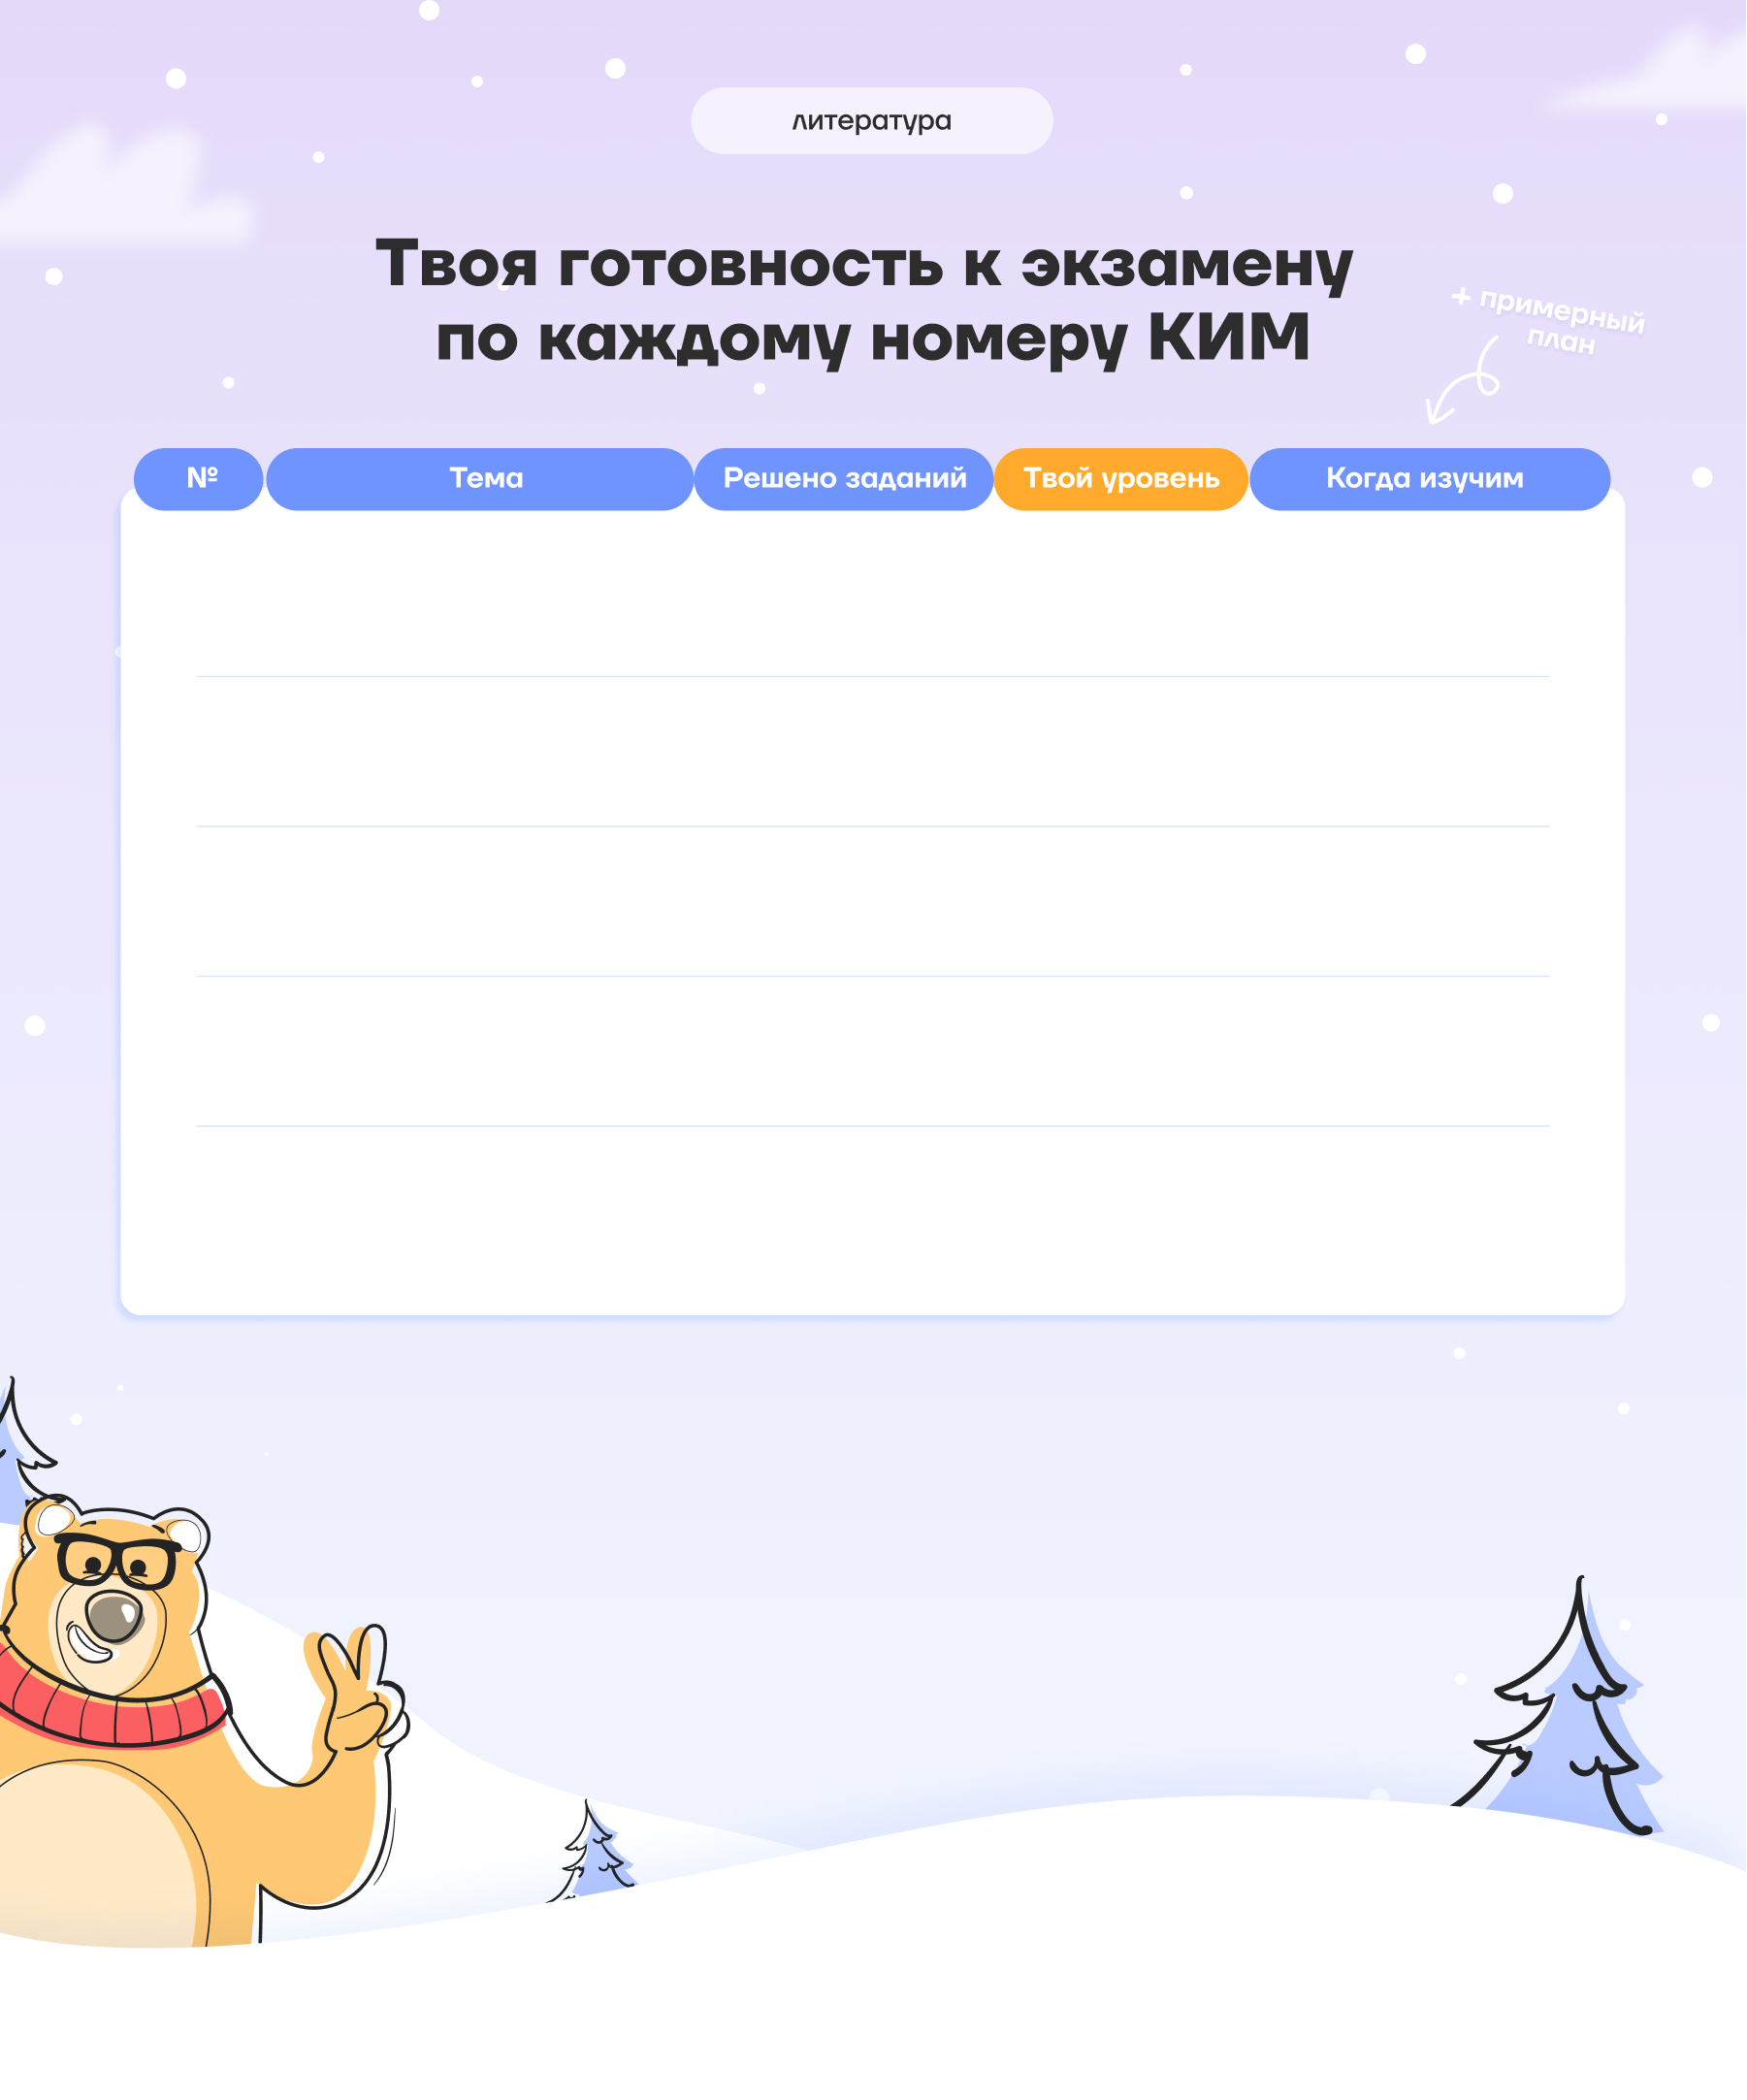 литература
Твоя готовность к экзамену
по каждому номеру КИМ
+ примерный
план
№ Тема Решено заданий Твой уровень Когда изучим